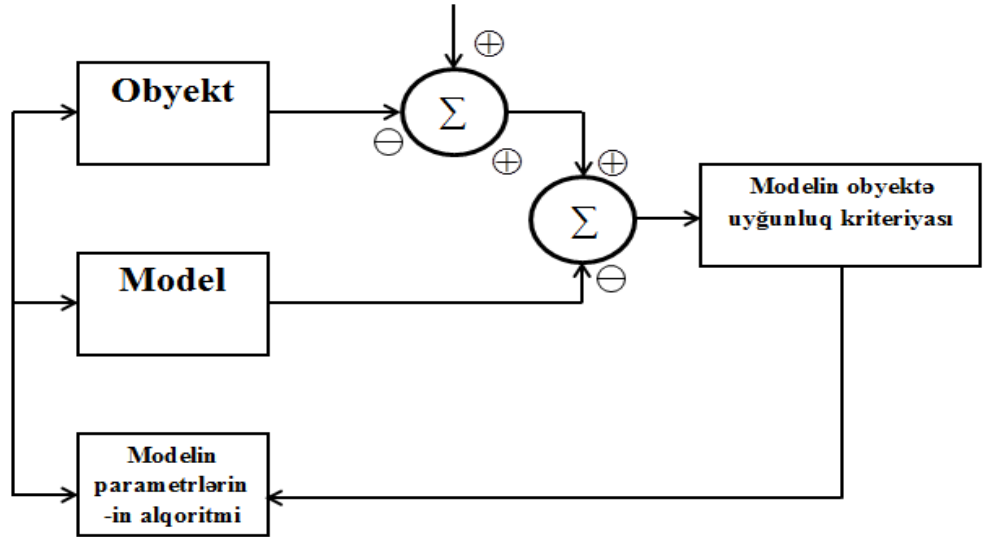 ⊕
Obyekt
∑
⊖
⊕
⊕
∑
Modelin obyektə
uyğunluq kriteriyası
Model
⊖
Modelin
parametrlərin
-in alqoritmi